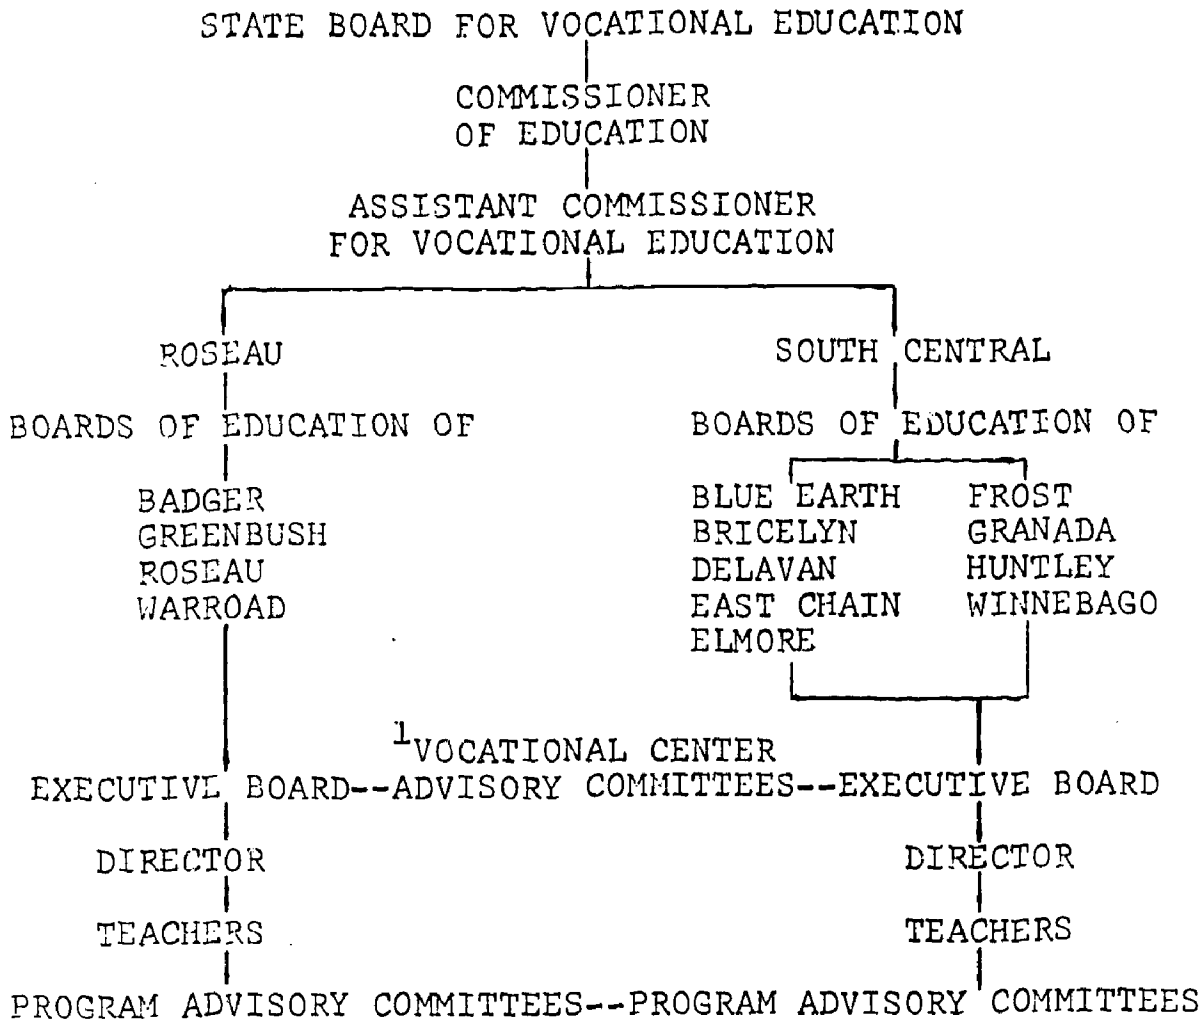 STATE BOARD FOR VOCATIONAL EDUCATION
COMMISSIONER
OF EDUCATION
ASSISTANT COMMISSIONER
FOR VOCATIONAL EDUCATION
ROSEAU
SOUTH CENTRAL
BOARDS OF EDUCATION OF
BOARDS OF EDUCATION OF
BADGER
GREENBUSH
ROSEAU
WARROAD
BLUE EARTH
BRICELYN
DELAVAN
EAST CHAIN
ELMORE
FROST
GRANADA
HUNTLEY
WINNEBAGO
1VOCATIONAL CENTER
EXECUTIVE BOARD--ADVISORY COMMITTEES--EXECUTIVE BOARD
DIRECTOR
DIRECTOR
TEACHERS
TEACHERS
PROGRAM ADVISORY COMMITTEES--PROGRAM ADVISORY COMMITTEES